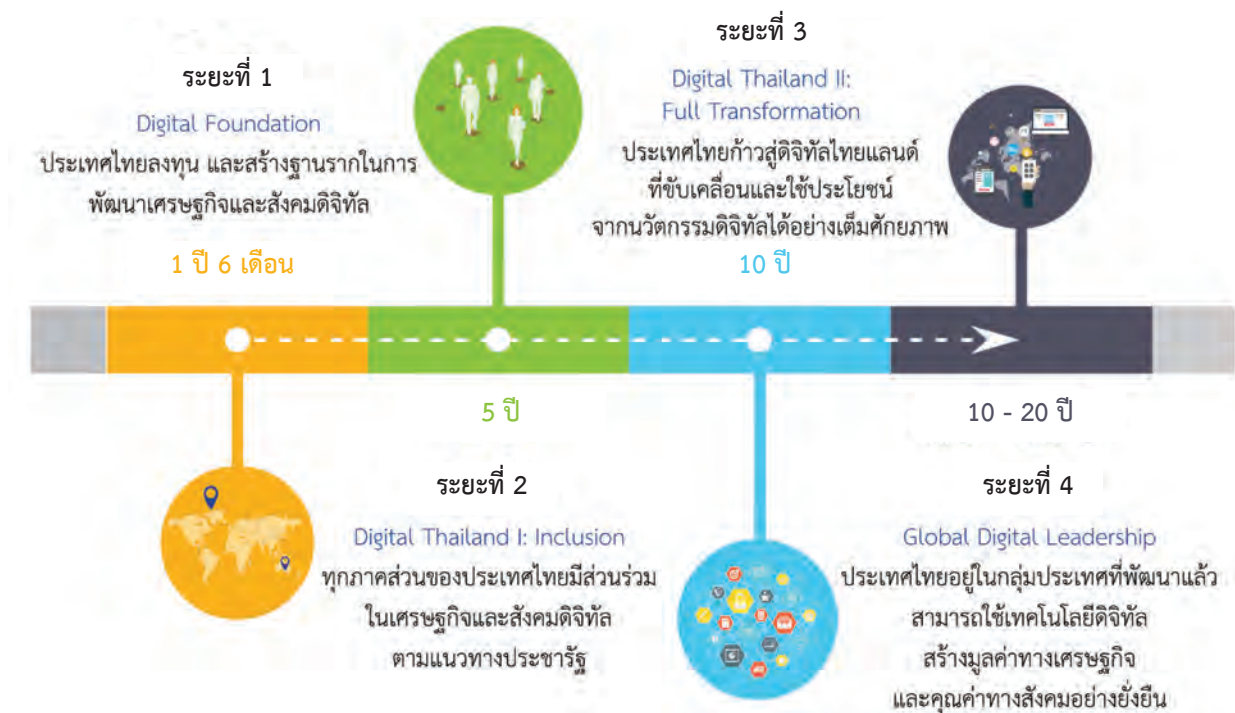 ระยะที่ 1
Digital Foundation
ประเทศไทยลงทุน และสร้างฐานรากในการ
พัฒนาเศรษฐกิจและสังคมดิจิทัล
1 ปี 6 เดือน
5 ปี
ระยะที่ 2
Digital Thailand I: Inclusion
ทุกภาคส่วนของประเทศไทยมีส่วนร่วม
ในเศรษฐกิจและสังคมดิจิทัล
ตามแนวทางประชารัฐ
ระยะที่ 3
Digital Thailand II:
Full Transformation
ประเทศไทยก้าวสู่ดิจิทัลไทยแลนด์
ที่ขับเคลื่อนและใช้ประโยชน์
จากนวัตกรรมดิจิทัลได้อย่างเต็มศักยภาพ
10 ปี
10 - 20 ปี
ระยะที่ 4
Global Digital Leadership
ประเทศไทยอยู่ในกลุ่มประเทศที่พัฒนาแล้ว
สามารถใช้เทคโนโลยีดิจิทัล
สร้างมูลค่าทางเศรษฐกิจ
และคุณค่าทางสังคมอย่างยั่งยืน